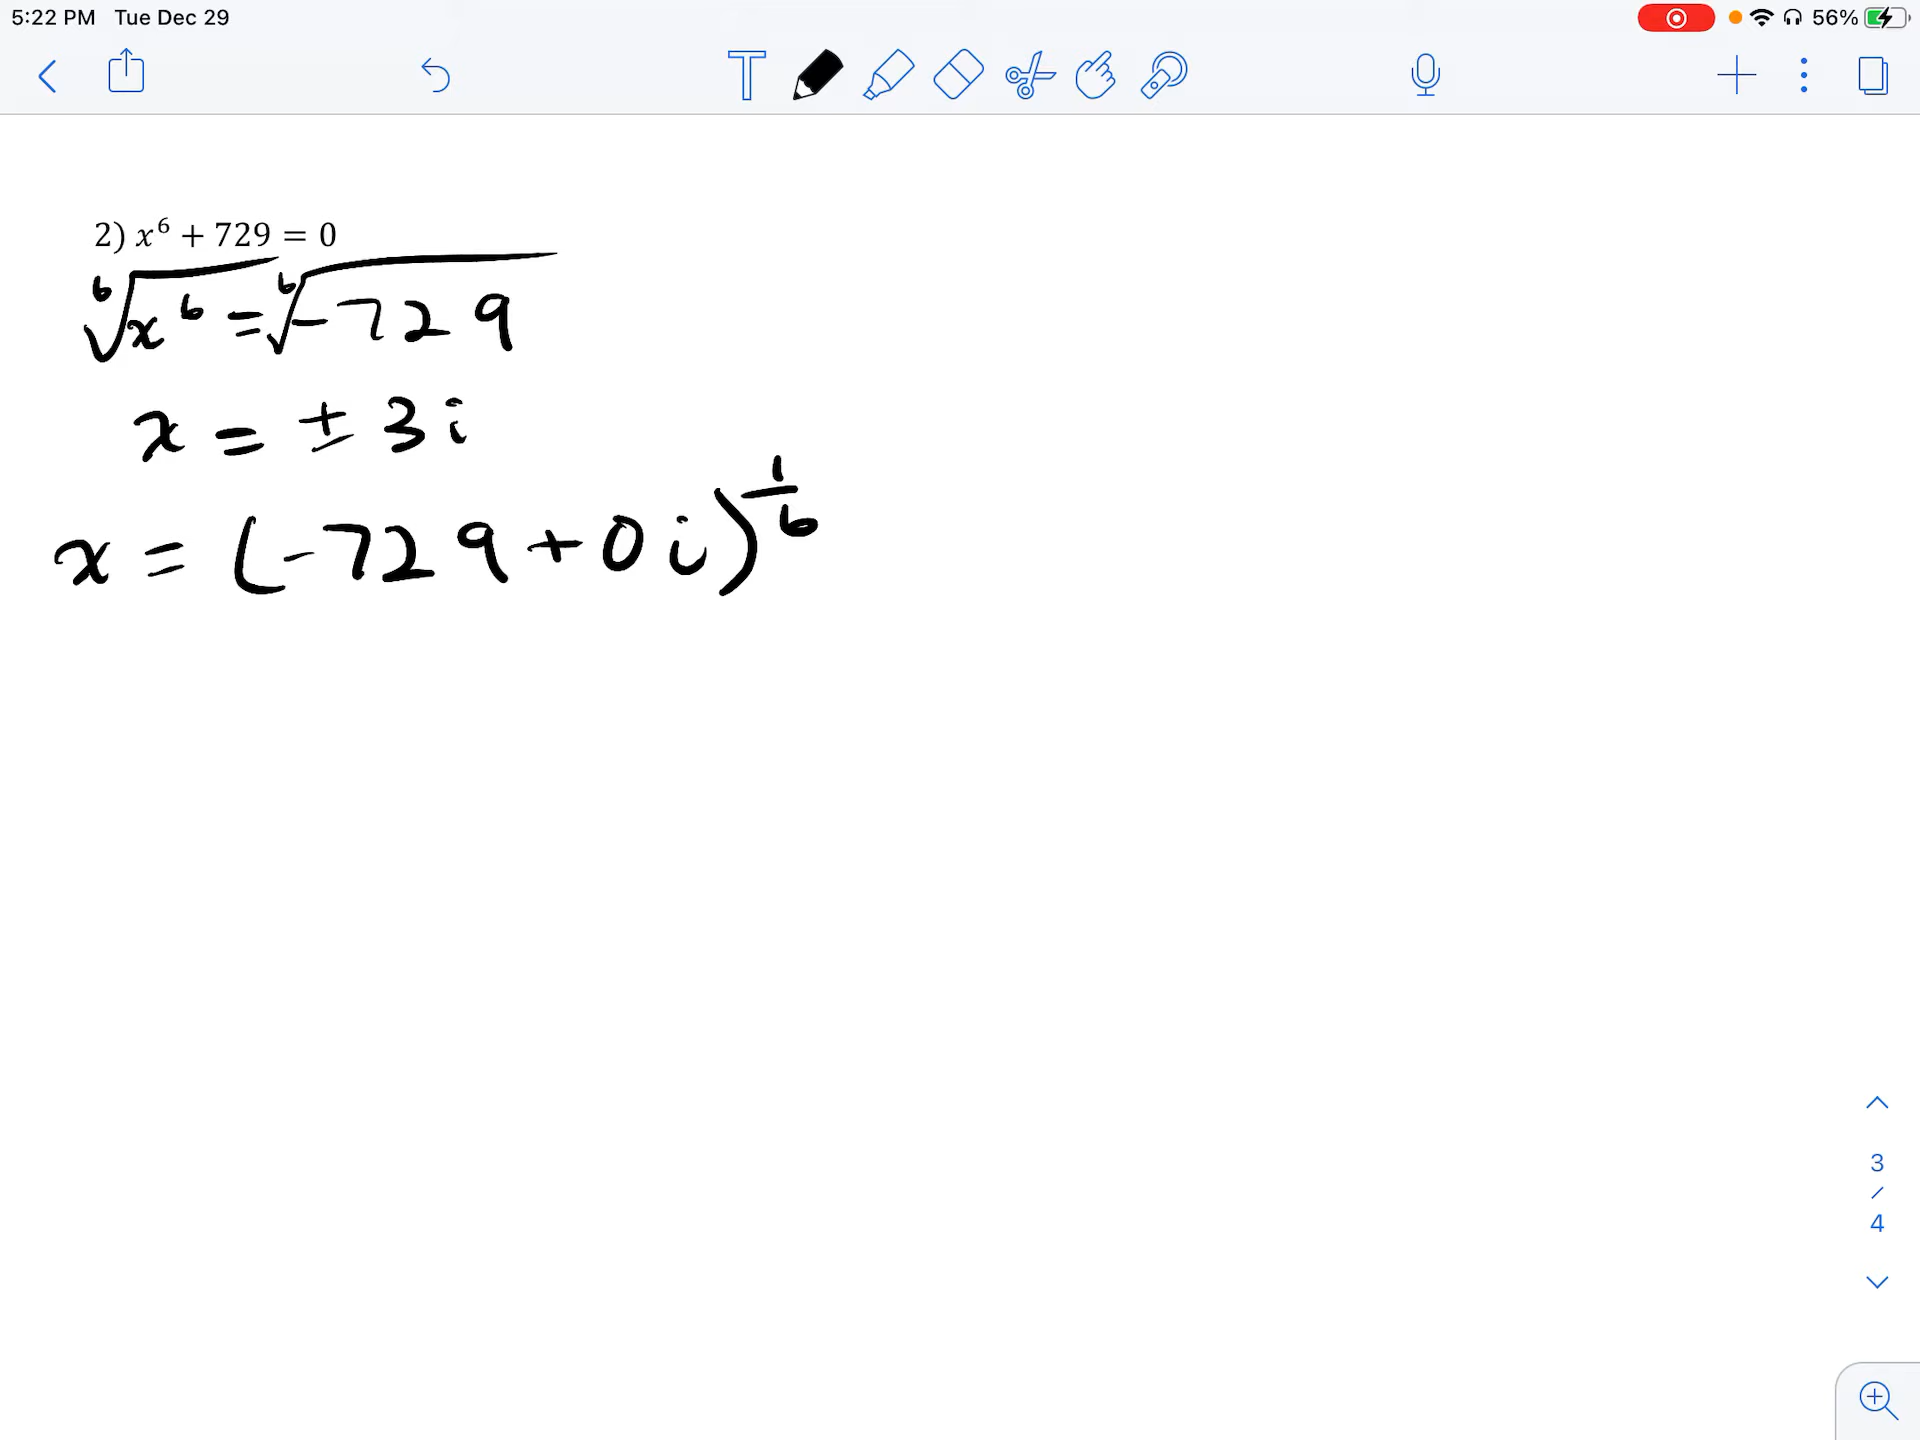 5:22 PM Tue Dec 29 56%
T
2) x⁶ + 729 = 0
⁶√x⁶ = ⁶√-729
x = ± 3i
x = (-729 + 0i)^(1/6)
3
/
4